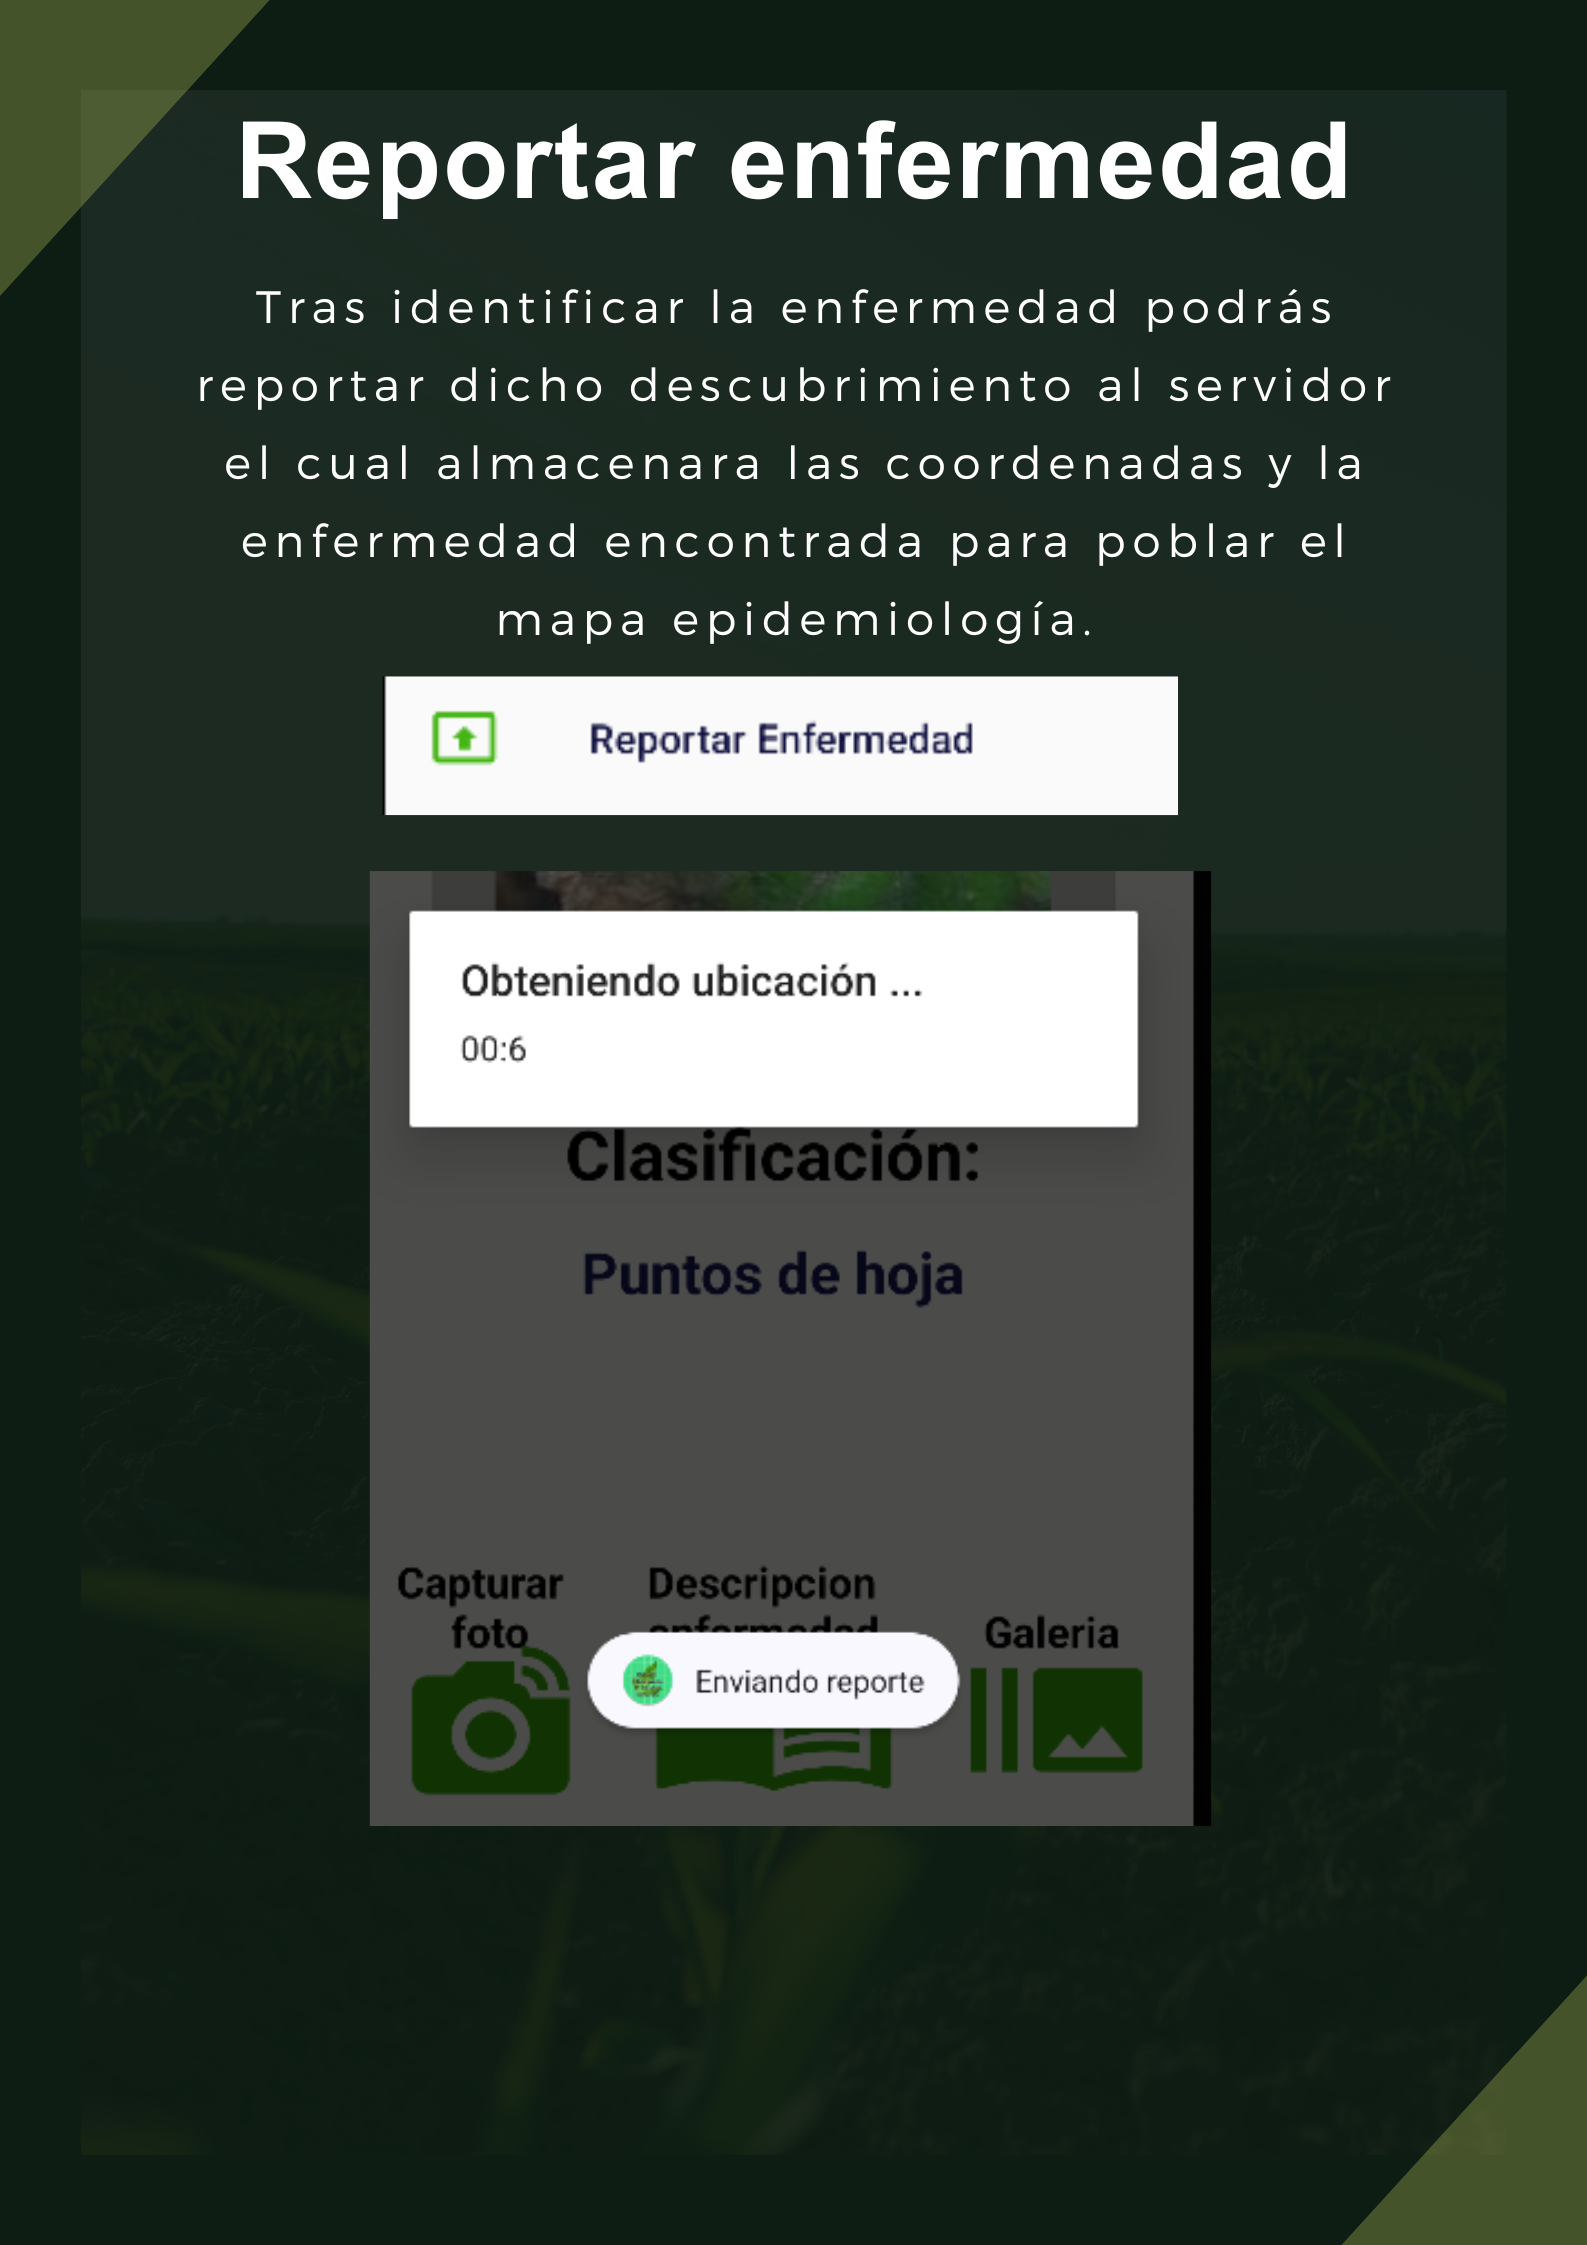 Reportar enfermedad
Tras identificar la enfermedad podrás
reportar dicho descubrimiento al servidor
el cual almacenara las coordenadas y la
enfermedad encontrada para poblar el
mapa epidemiología.
Reportar Enfermedad
Obteniendo ubicación ...
00:6
Clasificación:
Puntos de hoja
Capturar
foto
Descripcion
enfermedad
Galeria
Enviando reporte